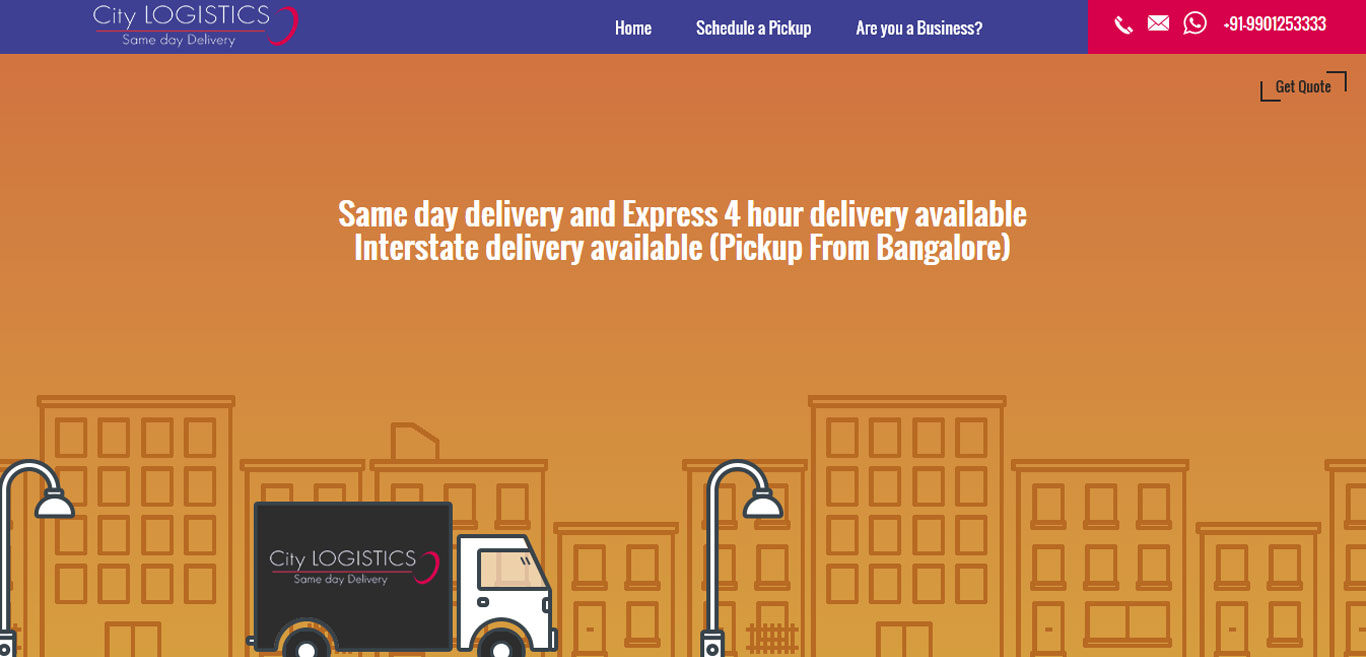 City LOGISTICS
Same day Delivery
Home
Schedule a Pickup
Are you a Business?
+91-9901253333
Get Quote
Same day delivery and Express 4 hour delivery available
Interstate delivery available (Pickup From Bangalore)
City LOGISTICS
Same day Delivery